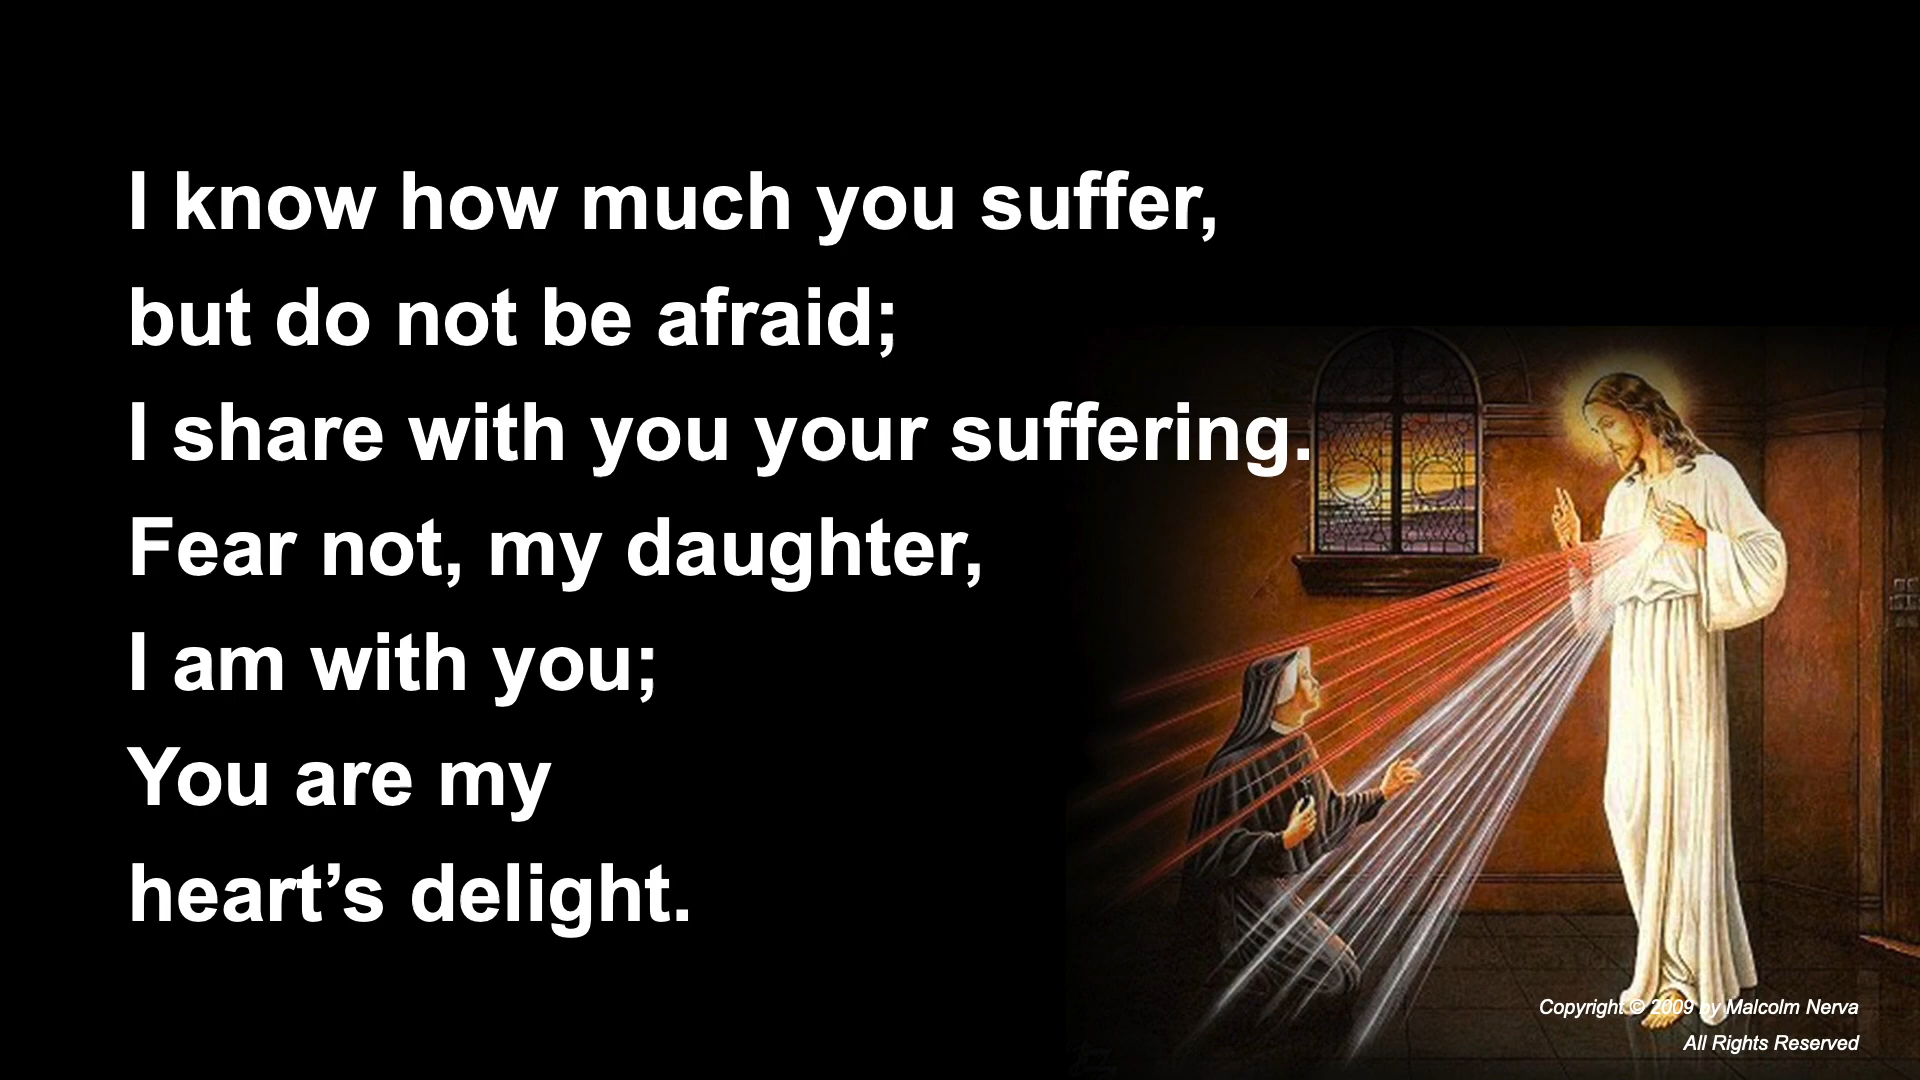 I know how much you suffer,
but do not be afraid;
I share with you your suffering.
Fear not, my daughter,
I am with you;
You are my
heart’s delight.
Copyright © 2009 by Malcolm Nerva
All Rights Reserved